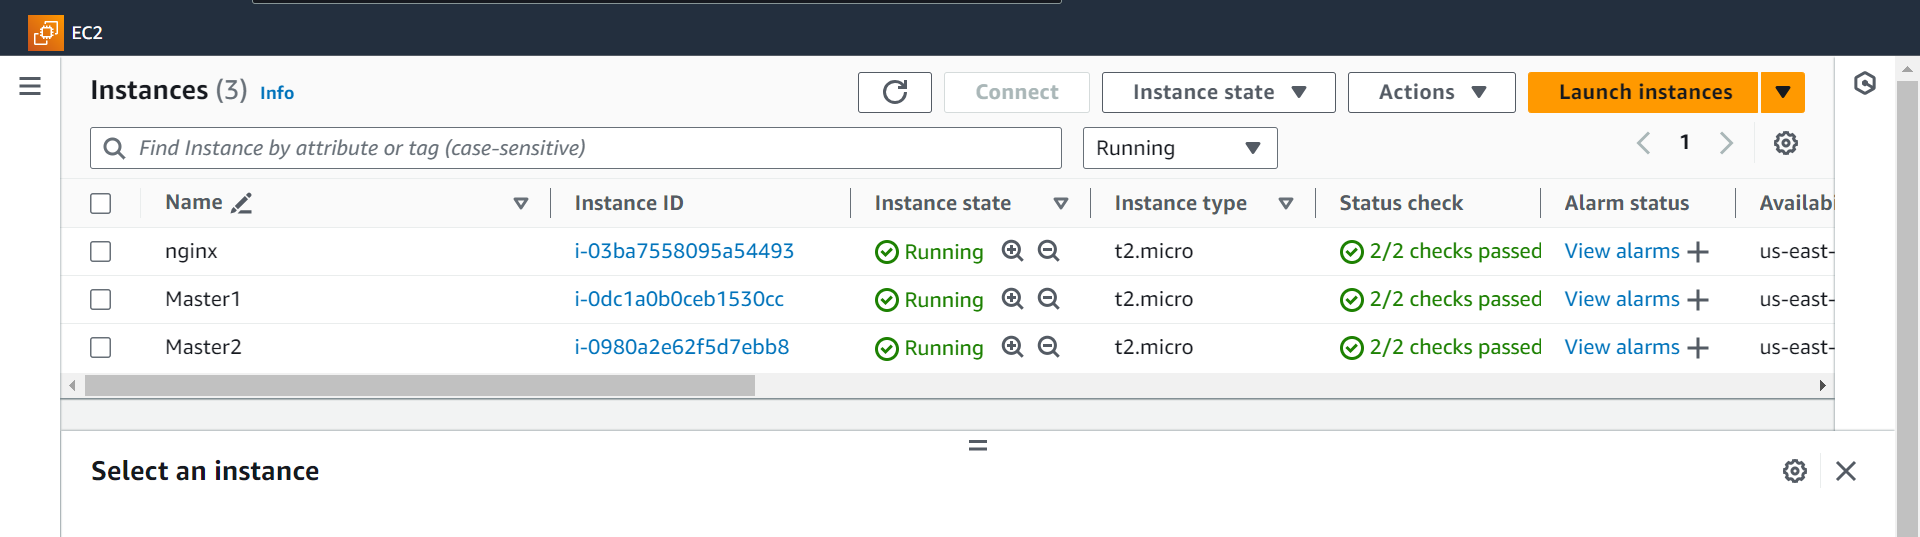 EC2
Instances (3) Info
Connect
Instance state
Actions
Launch instances
Find Instance by attribute or tag (case-sensitive)
Running
1
Name Instance ID Instance state Instance type Status check Alarm status Availabi
nginx i-03ba7558095a54493 Running t2.micro 2/2 checks passed View alarms us-east-
Master1 i-0dc1a0b0ceb1530cc Running t2.micro 2/2 checks passed View alarms us-east-
Master2 i-0980a2e62f5d7ebb8 Running t2.micro 2/2 checks passed View alarms us-east-
Select an instance